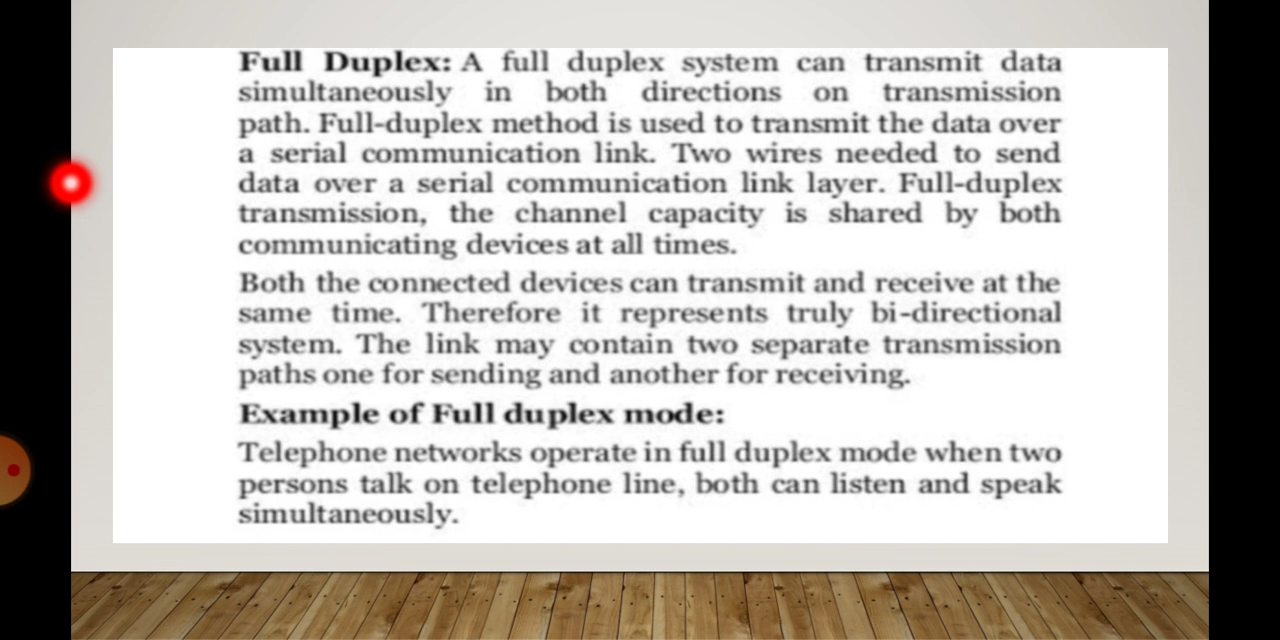 Full Duplex: A full duplex system can transmit data
simultaneously in both directions on transmission
path. Full-duplex method is used to transmit the data over
a serial communication link. Two wires needed to send
data over a serial communication link layer. Full-duplex
transmission, the channel capacity is shared by both
communicating devices at all times.
Both the connected devices can transmit and receive at the
same time. Therefore it represents truly bi-directional
system. The link may contain two separate transmission
paths one for sending and another for receiving.
Example of Full duplex mode:
Telephone networks operate in full duplex mode when two
persons talk on telephone line, both can listen and speak
simultaneously.